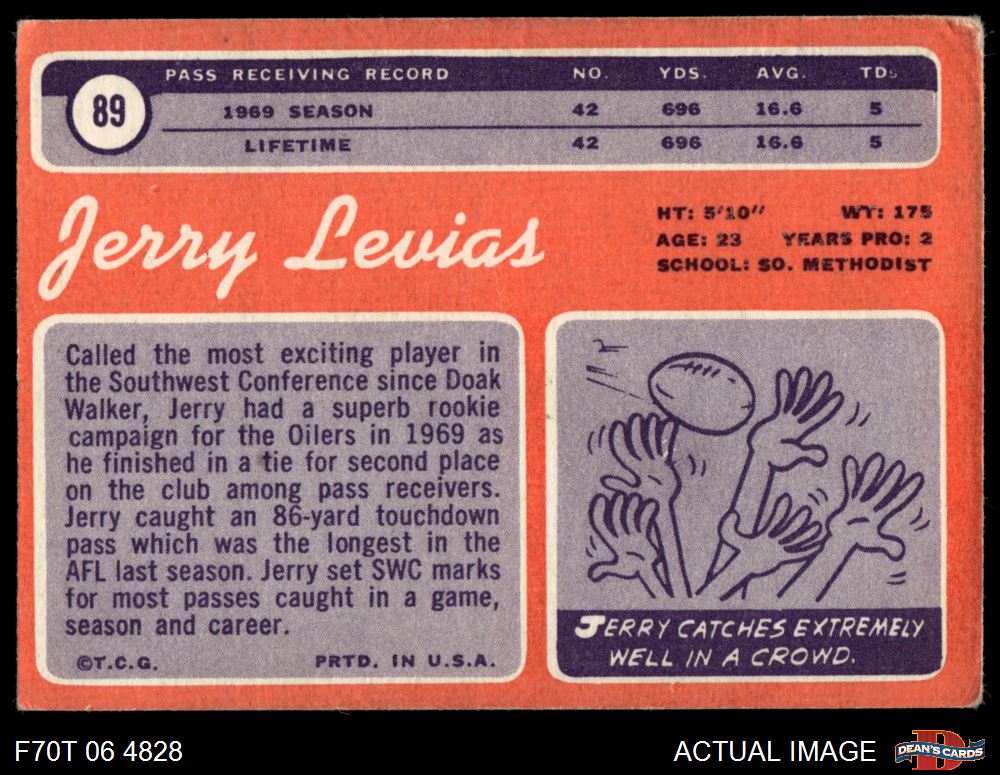 89
PASS RECEIVING RECORD NO. YDS. AVG. TDs
1969 SEASON 42 696 16.6 5
LIFETIME 42 696 16.6 5
Jerry Levias
HT: 5'10" WT: 175
AGE: 23 YEARS PRO: 2
SCHOOL: SO. METHODIST
Called the most exciting player in
the Southwest Conference since Doak
Walker, Jerry had a superb rookie
campaign for the Oilers in 1969 as
he finished in a tie for second place
on the club among pass receivers.
Jerry caught an 86-yard touchdown
pass which was the longest in the
AFL last season. Jerry set SWC marks
for most passes caught in a game,
season and career.
©T.C.G. PRTD. IN U.S.A.
JERRY CATCHES EXTREMELY
WELL IN A CROWD.
F70T 06 4828 ACTUAL IMAGE DEAN'S CARDS